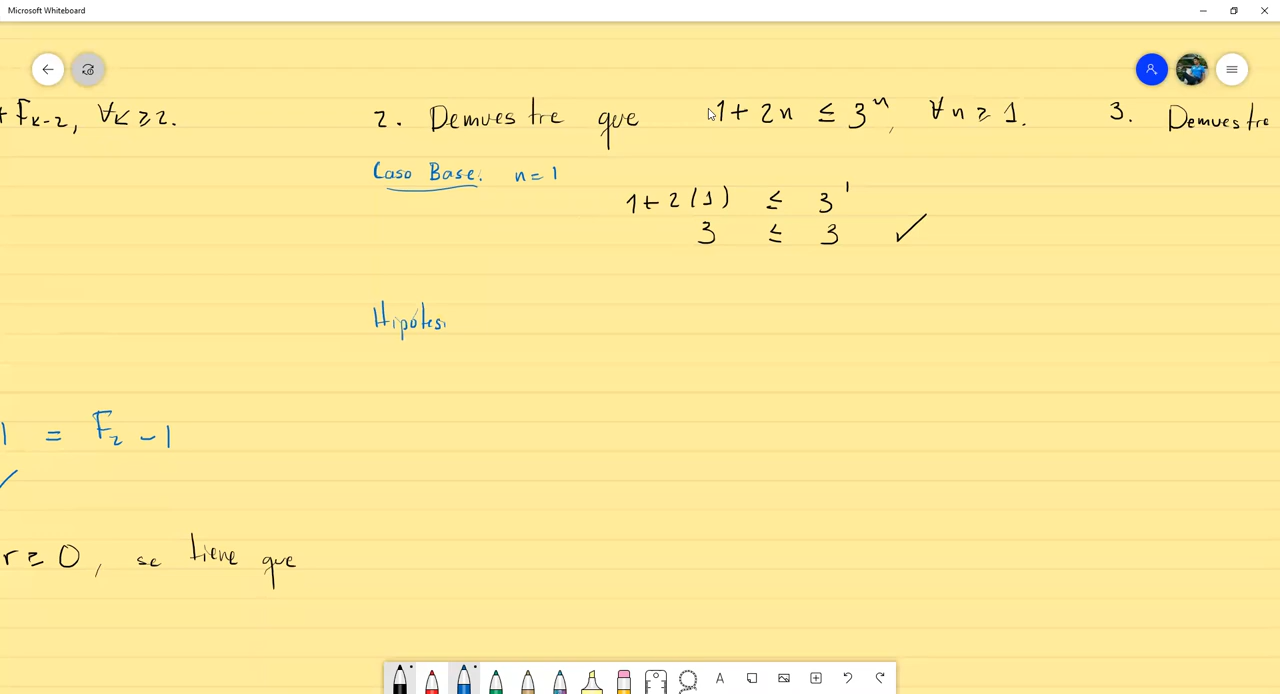 Microsoft Whiteboard
+ F_{k-2}, ∀k ≥ 2.
2. Demuestre que 1 + 2n ≤ 3^n, ∀n ≥ 1.
3. Demuestre
Caso Base. n = 1
1 + 2(1) ≤ 3^1
3 ≤ 3 ✓
Hipótesi
1 = F_2 - 1
r ≥ 0, se tiene que
A